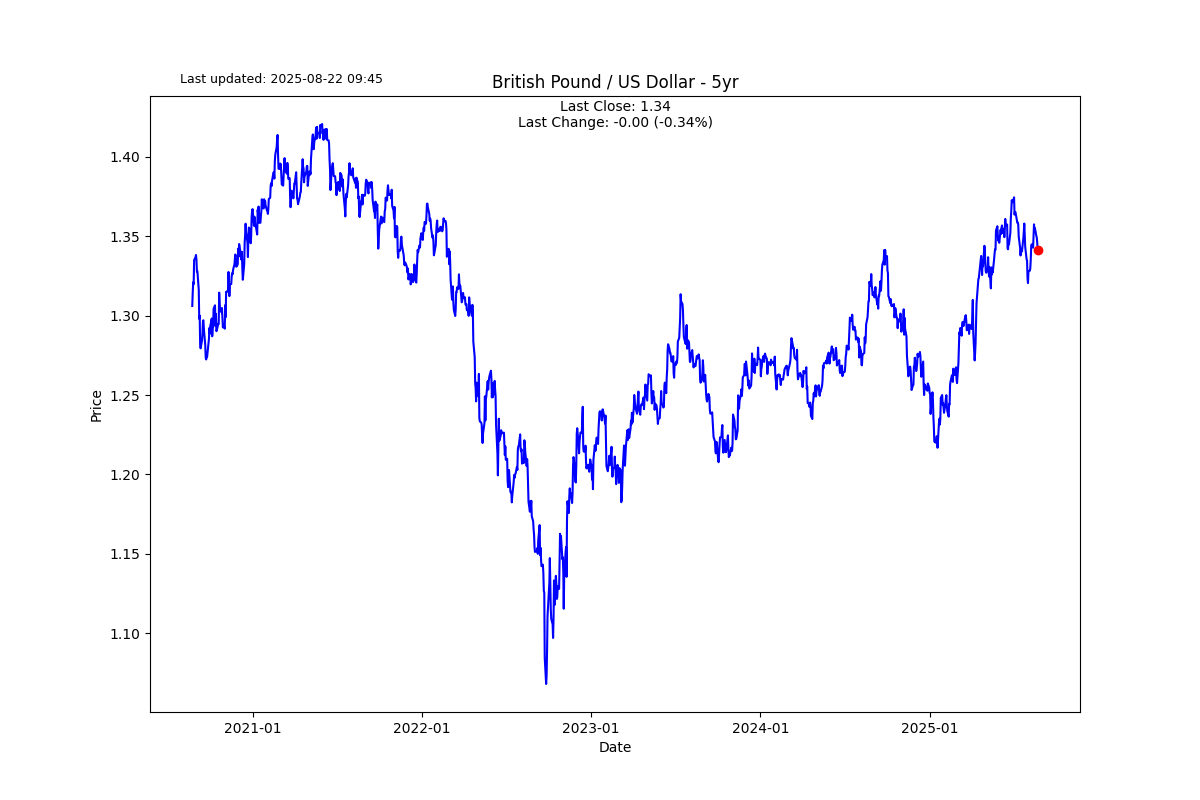 Last updated: 2025-08-22 09:45
British Pound / US Dollar - 5yr
Last Close: 1.34
Last Change: -0.00 (-0.34%)
1.40
1.35
1.30
1.25
1.20
1.15
1.10
Price
2021-01
2022-01
2023-01
2024-01
2025-01
Date